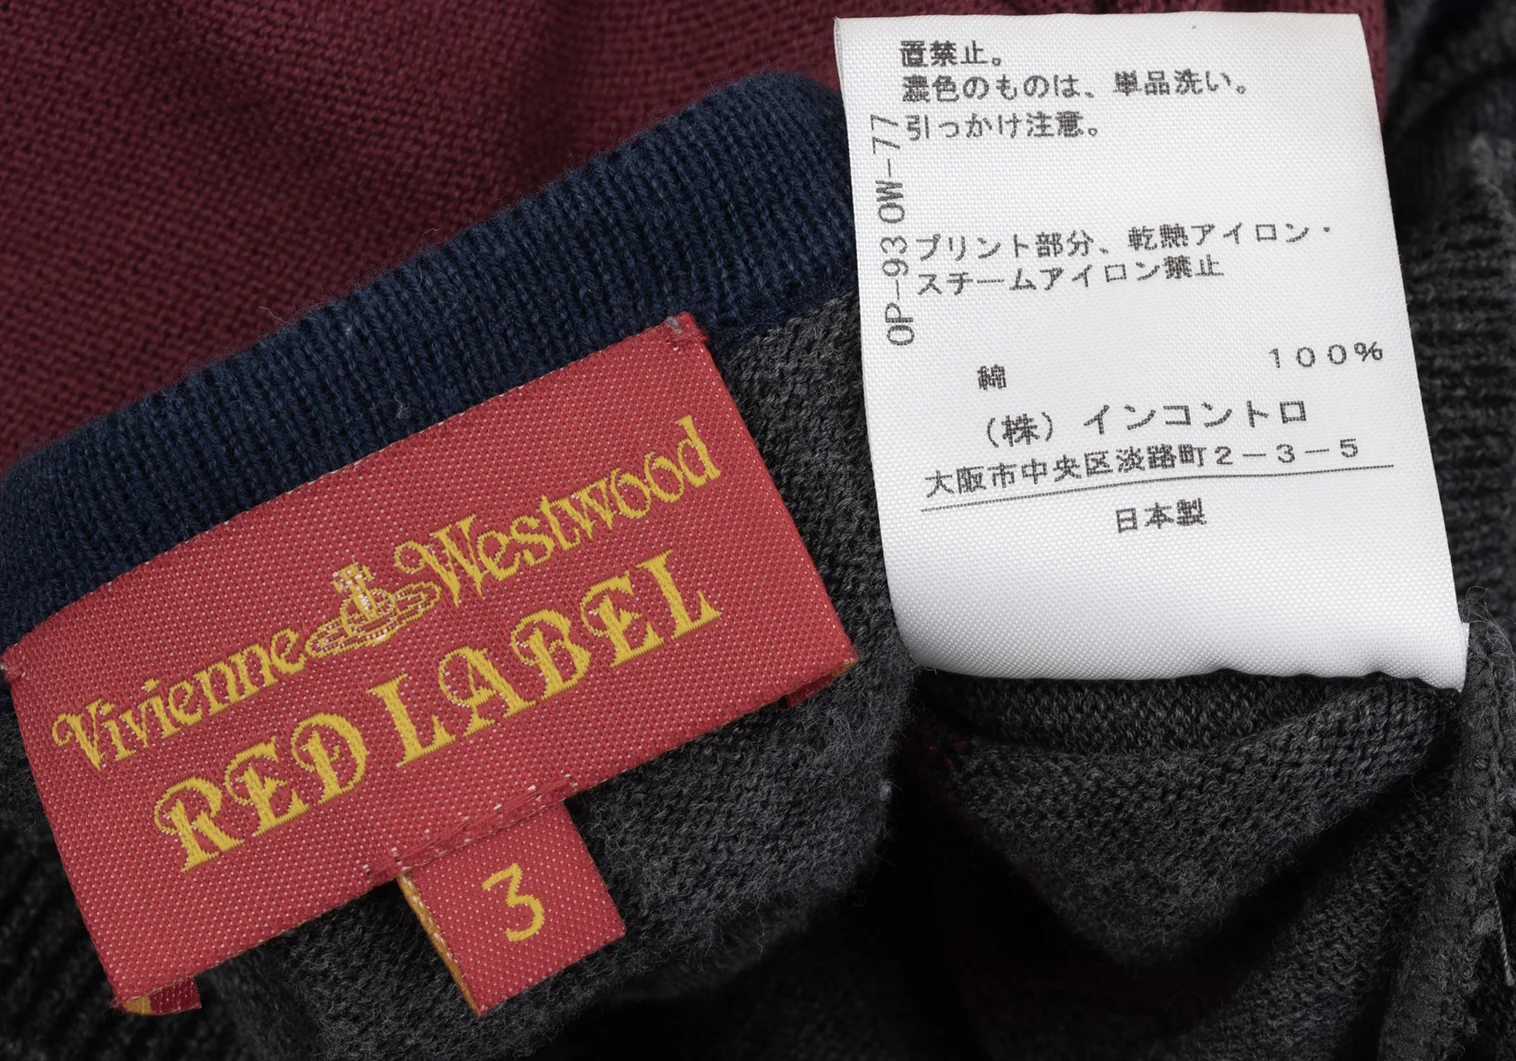 Vivienne Westwood
RED LABEL
3
置禁止。
濃色のものは、単品洗い。
引っかけ注意。
OP-93 OW-77
プリント部分、乾熱アイロン・
スチームアイロン禁止
綿 100%
(株) インコントロ
大阪市中央区淡路町2-3-5
日本製